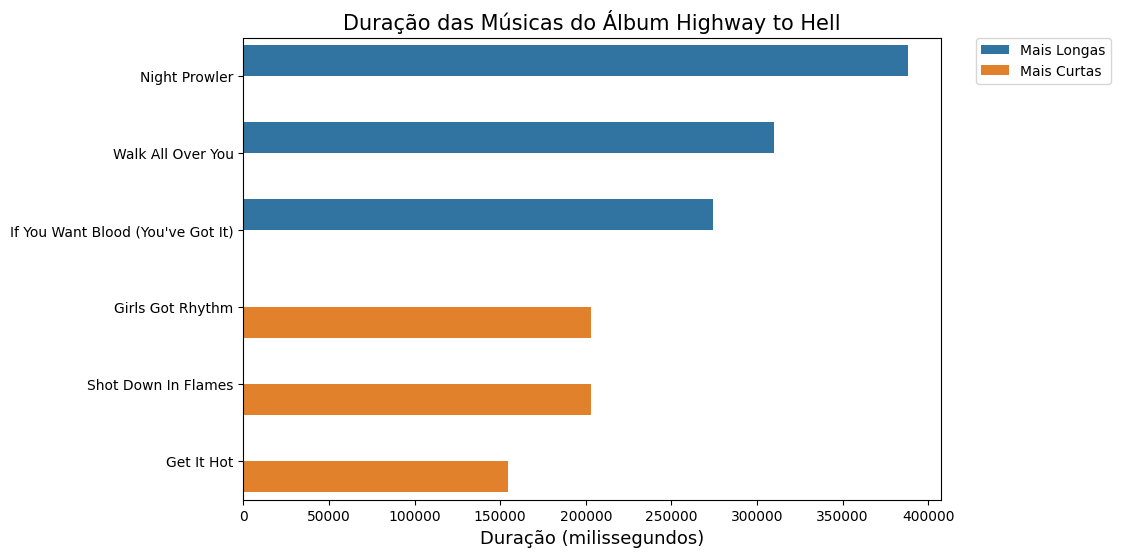 Duração das Músicas do Álbum Highway to Hell
Mais Longas
Mais Curtas
Night Prowler
Walk All Over You
If You Want Blood (You've Got It)
Girls Got Rhythm
Shot Down In Flames
Get It Hot
0 50000 100000 150000 200000 250000 300000 350000 400000
Duração (milissegundos)